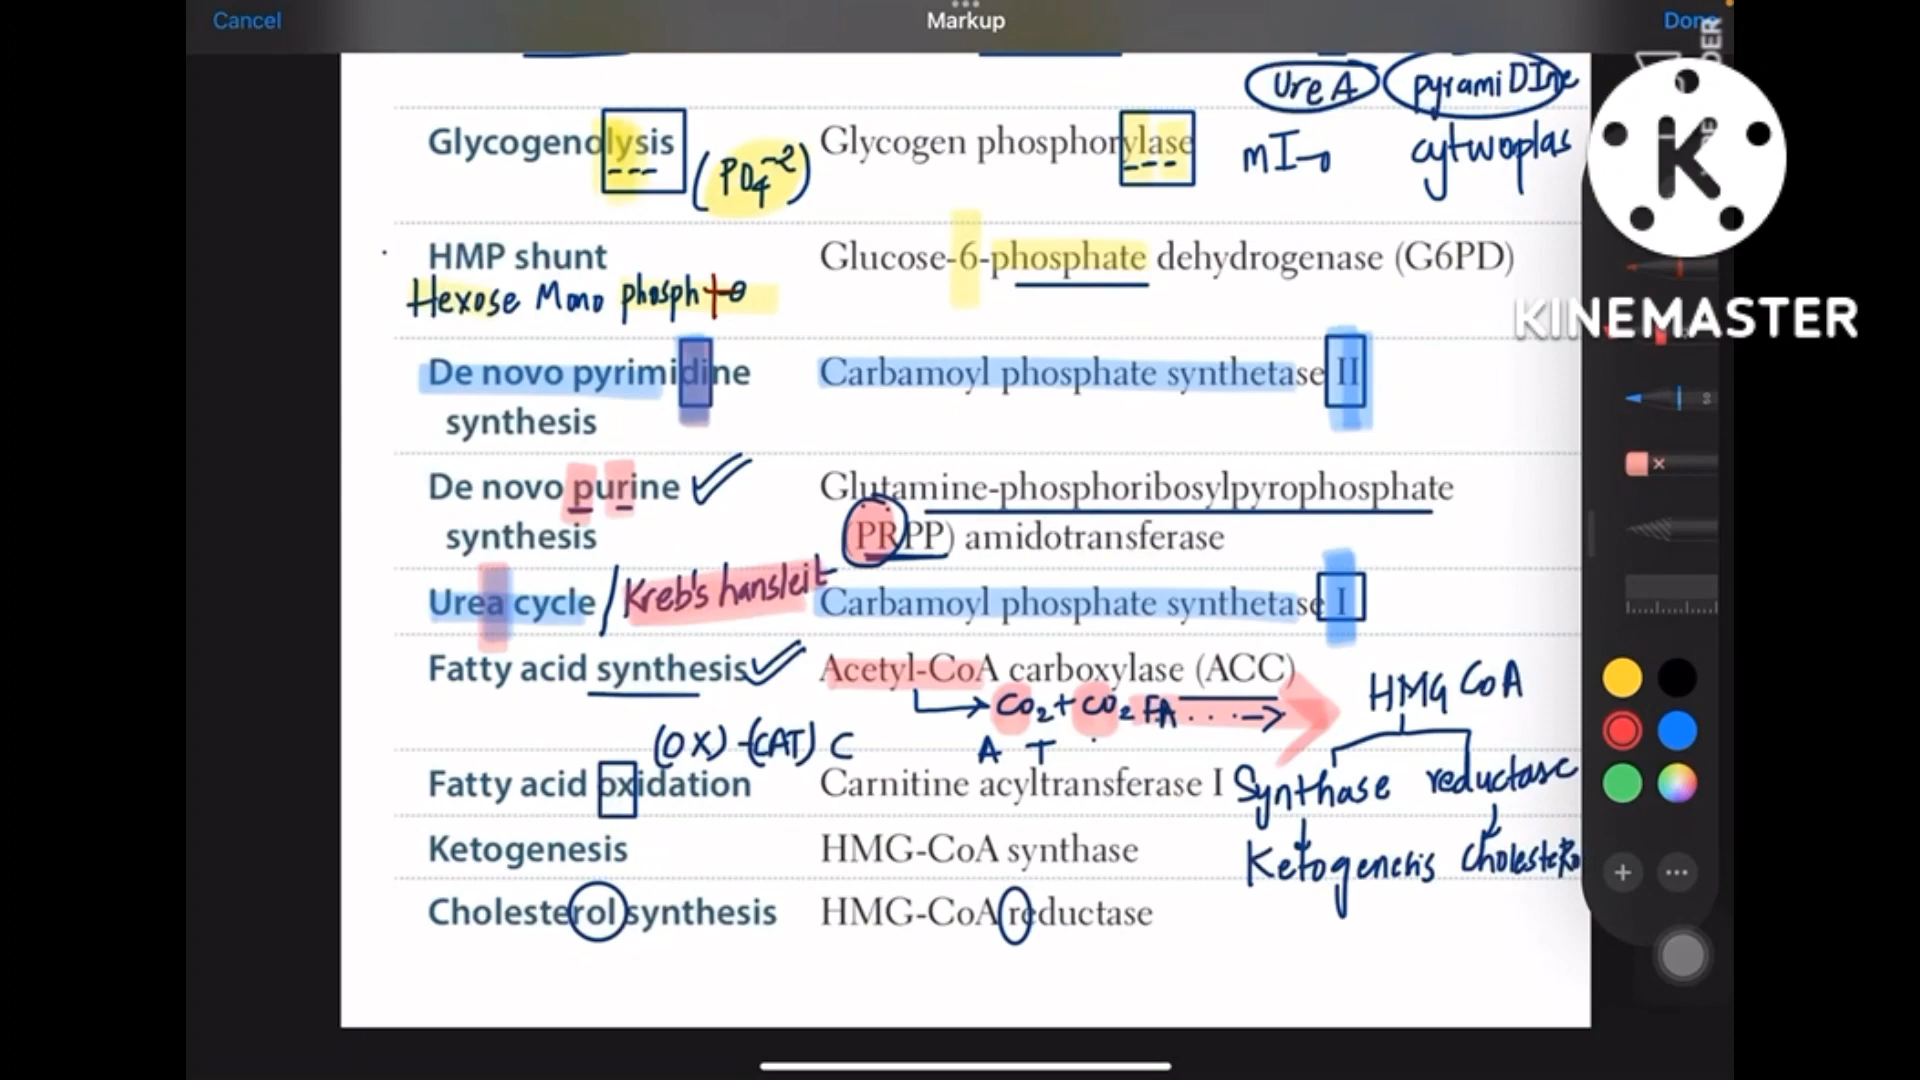 Cancel
Markup
UreA pyramiDIne
Glycogenolysis (PO4-2) Glycogen phosphorylase mI→o cytwoplas
HMP shunt Glucose-6-phosphate dehydrogenase (G6PD)
Hexose Mono phosph
KINEMASTER
De novo pyrimidine Carbamoyl phosphate synthetase II
synthesis
De novo purine Glutamine-phosphoribosylpyrophosphate
synthesis (PRPP) amidotransferase
Urea cycle / Kreb's hansleit Carbamoyl phosphate synthetase I
Fatty acid synthesis Acetyl-CoA carboxylase (ACC) HMG CoA
CO2 + CO2 FA
(OX) - (CAT) C A T
Fatty acid oxidation Carnitine acyltransferase I Synthase reductase
Ketogenesis HMG-CoA synthase Ketogenesis
Cholesterol synthesis HMG-CoA reductase